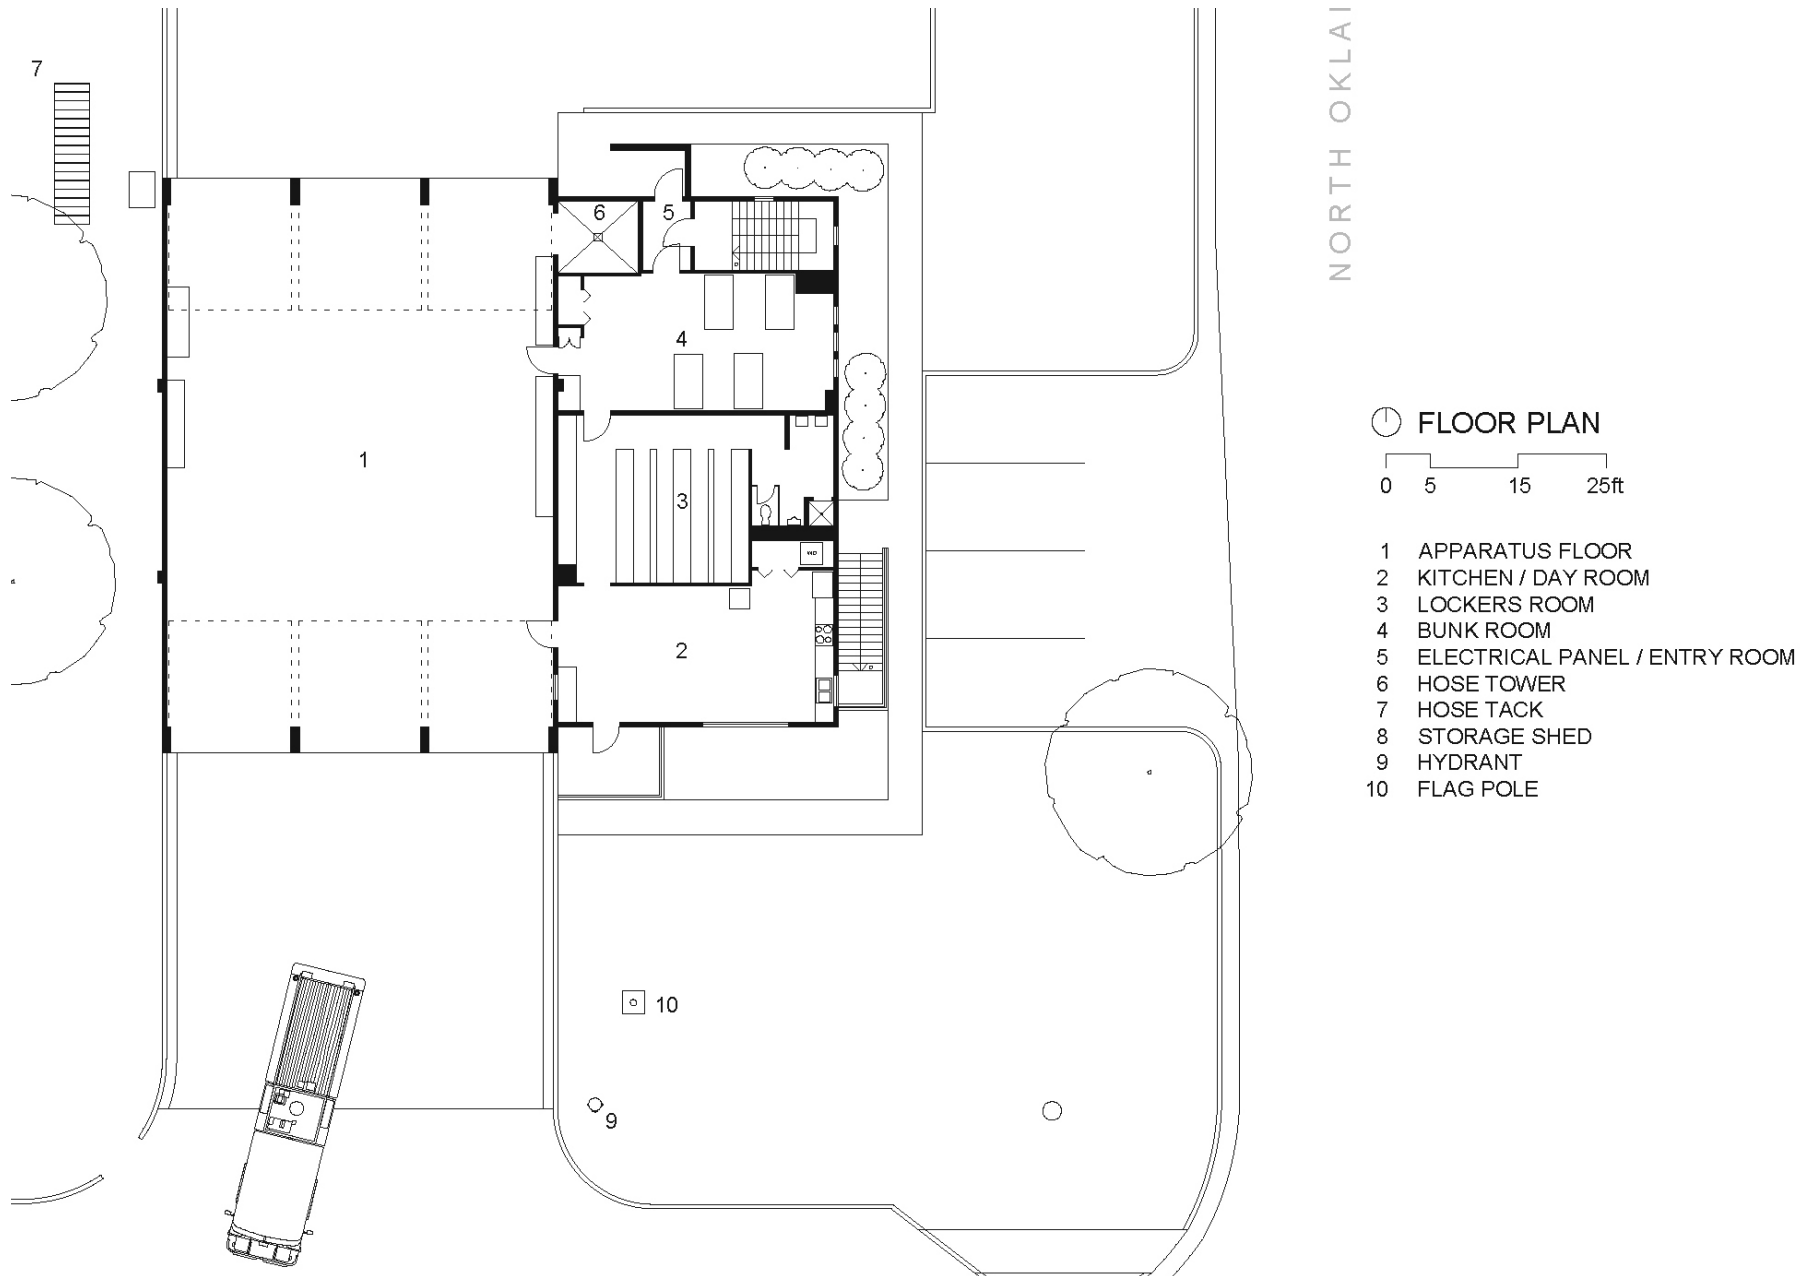 7
NORTH OKLAI
6
5
4
1
3
W/D
2
10
9
FLOOR PLAN
0 5 15 25ft
1 APPARATUS FLOOR
2 KITCHEN / DAY ROOM
3 LOCKERS ROOM
4 BUNK ROOM
5 ELECTRICAL PANEL / ENTRY ROOM
6 HOSE TOWER
7 HOSE TACK
8 STORAGE SHED
9 HYDRANT
10 FLAG POLE